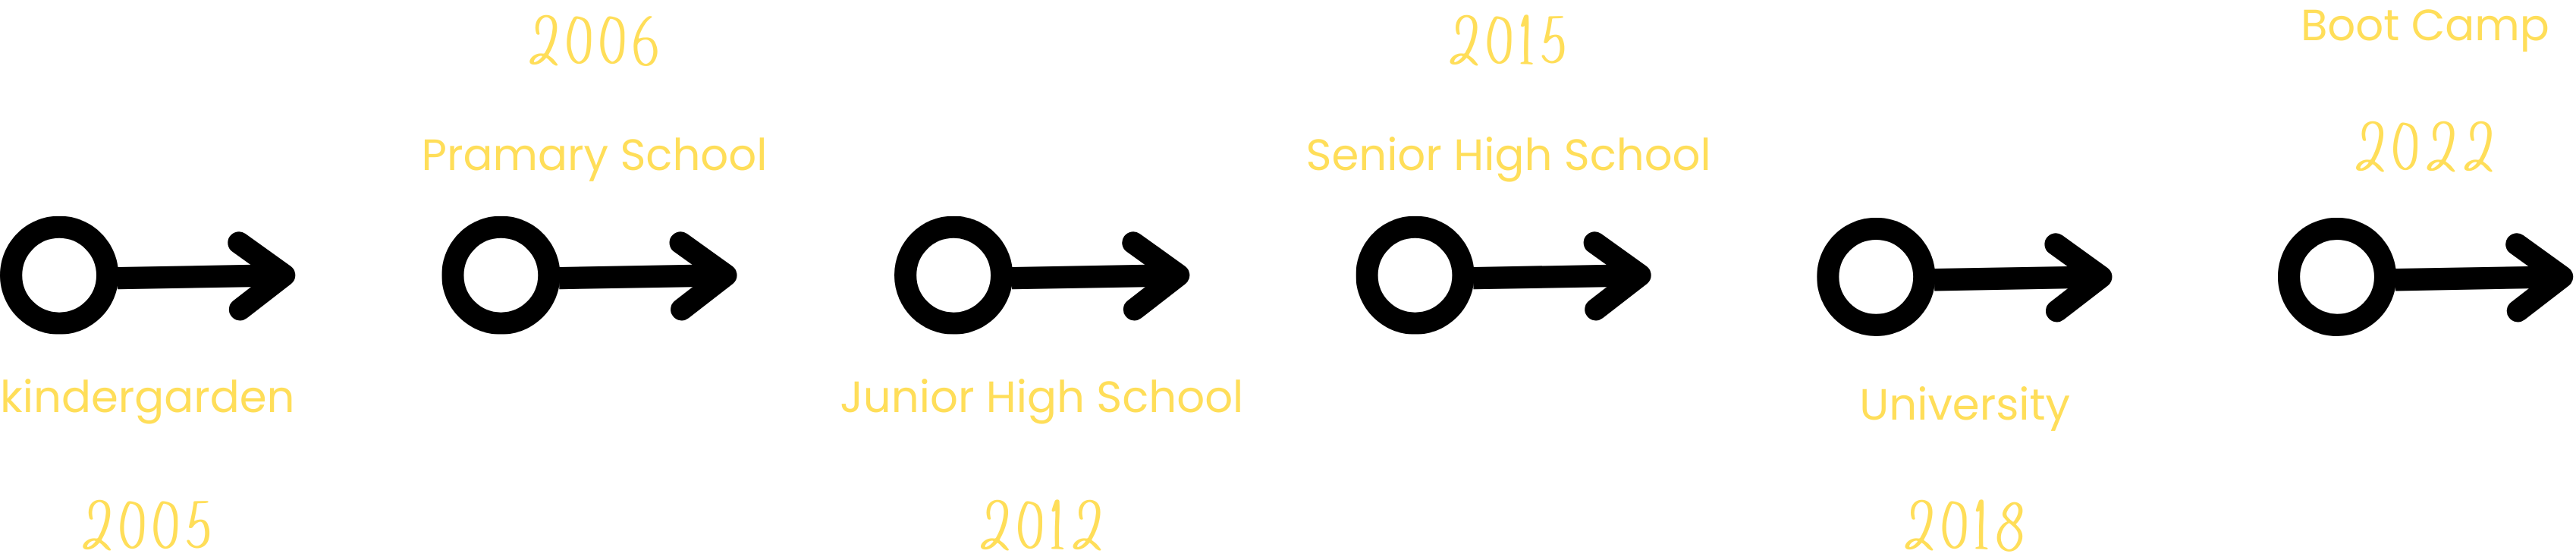 2006
2015
Boot Camp
Pramary School
Senior High School
2022
kindergarden
Junior High School
University
2005
2012
2018